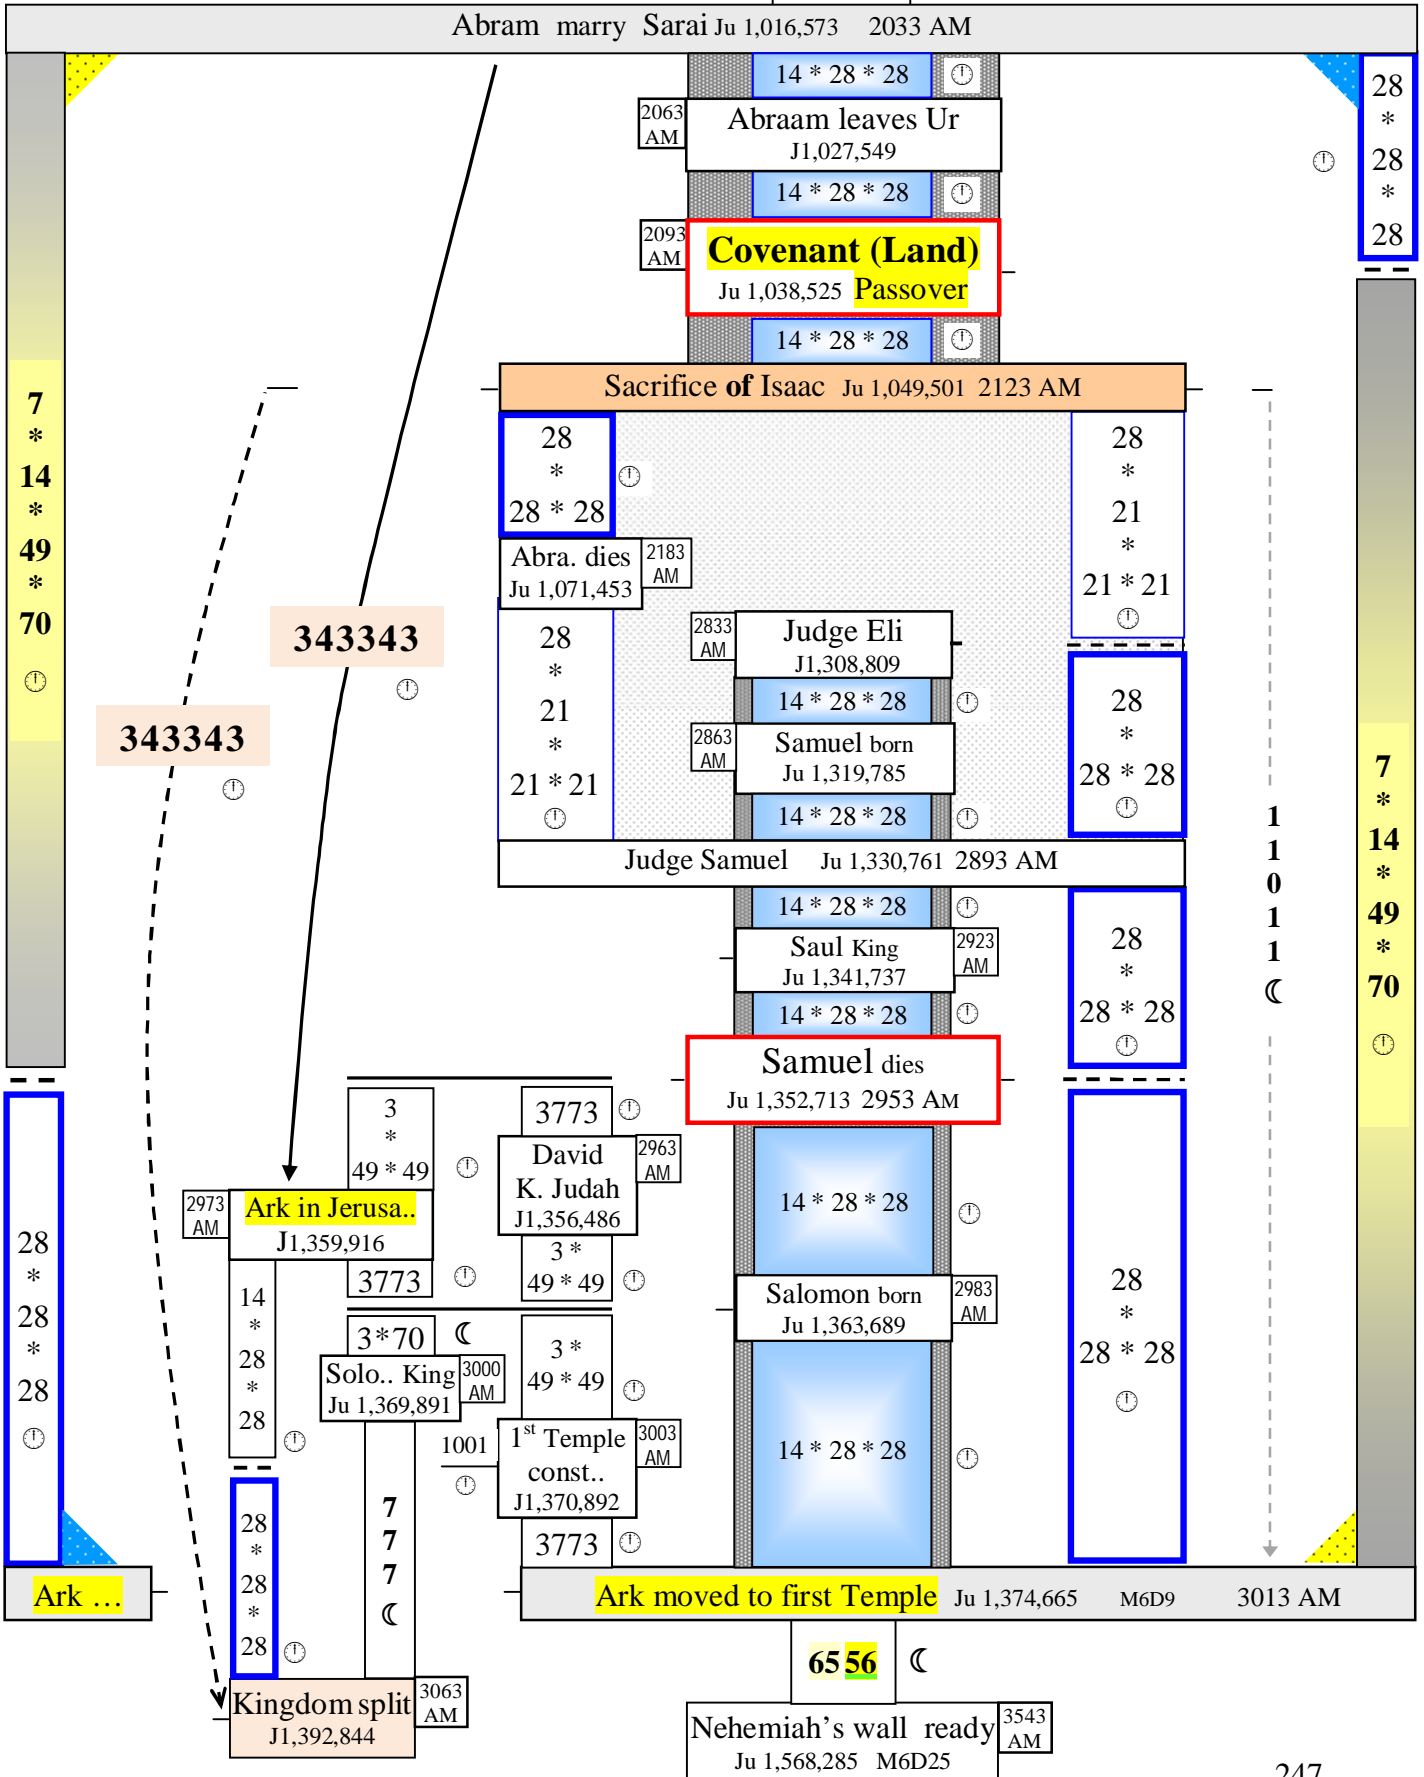 Abram marry Sarai Ju 1,016,573 2033 AM
14 * 28 * 28
2063
AM
Abraam leaves Ur
J1,027,549
28
*
28
*
28
14 * 28 * 28
2093
AM
Covenant (Land)
Ju 1,038,525 Passover
14 * 28 * 28
Sacrifice of Isaac Ju 1,049,501 2123 AM
7
*
14
*
49
*
70
28
*
28 * 28
28
*
21
*
21 * 21
Abra. dies
Ju 1,071,453
2183
AM
343343
343343
28
*
21
*
21 * 21
2833
AM
Judge Eli
J1,308,809
14 * 28 * 28
2863
AM
Samuel born
Ju 1,319,785
14 * 28 * 28
28
*
28 * 28
1
1
0
1
1
☾
7
*
14
*
49
*
70
Judge Samuel Ju 1,330,761 2893 AM
14 * 28 * 28
Saul King
Ju 1,341,737
2923
AM
14 * 28 * 28
28
*
28 * 28
Samuel dies
Ju 1,352,713 2953 AM
3
*
49 * 49
3773
David
K. Judah
J1,356,486
2963
AM
14 * 28 * 28
2973
AM
Ark in Jerusa..
J1,359,916
3773
3 *
49 * 49
28
*
28
*
28
14
*
28
*
28
Salomon born
Ju 1,363,689
2983
AM
28
*
28 * 28
3*70 ☾
Solo.. King
Ju 1,369,891
3000
AM
3 *
49 * 49
1001
1st Temple
const..
J1,370,892
3003
AM
14 * 28 * 28
3773
28
*
28
*
28
7
7
7
☾
Ark …
Ark moved to first Temple Ju 1,374,665 M6D9 3013 AM
6556 ☾
Kingdom split
J1,392,844
3063
AM
Nehemiah’s wall ready
Ju 1,568,285 M6D25
3543
AM
247